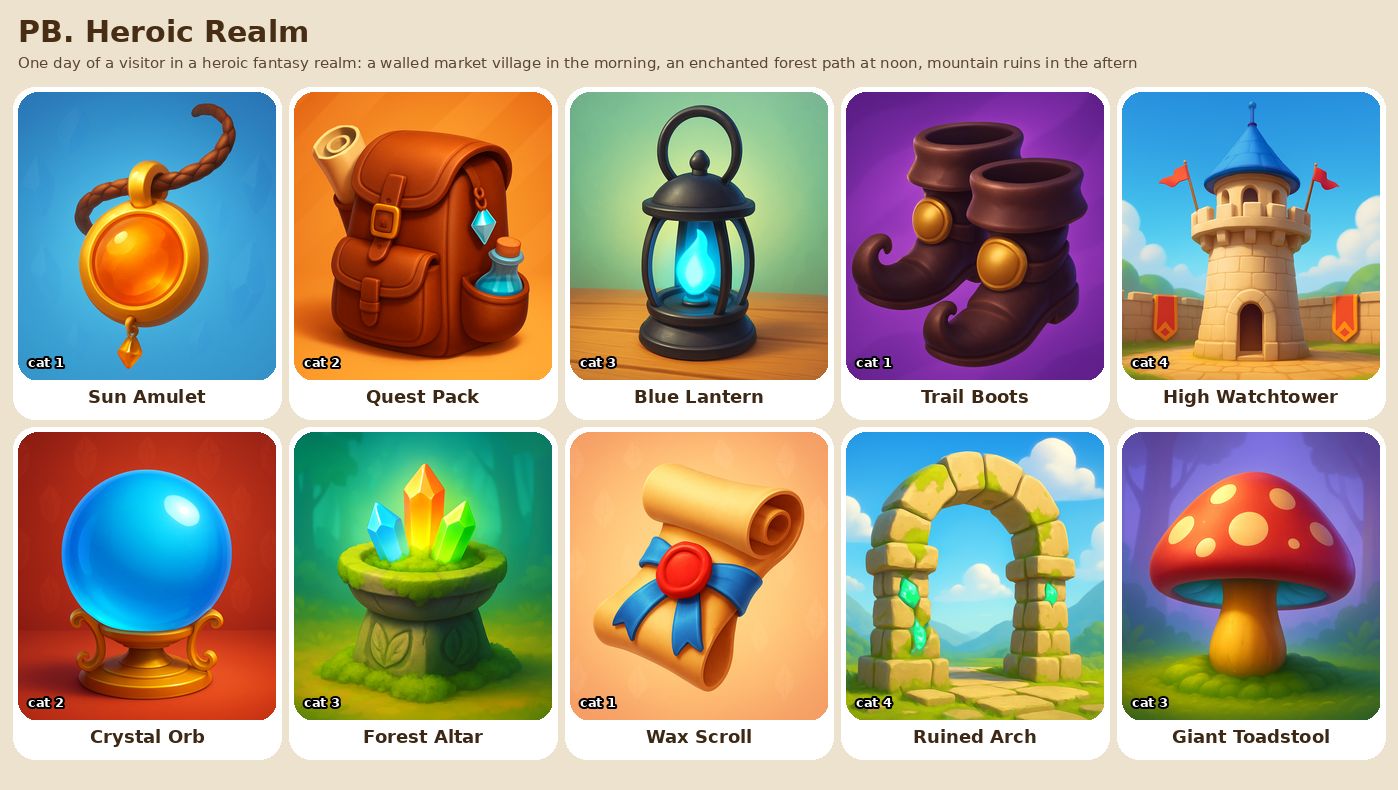 PB. Heroic Realm
One day of a visitor in a heroic fantasy realm: a walled market village in the morning, an enchanted forest path at noon, mountain ruins in the aftern
cat 1
Sun Amulet
cat 2
Quest Pack
cat 3
Blue Lantern
cat 1
Trail Boots
cat 4
High Watchtower
cat 2
Crystal Orb
cat 3
Forest Altar
cat 1
Wax Scroll
cat 4
Ruined Arch
cat 3
Giant Toadstool